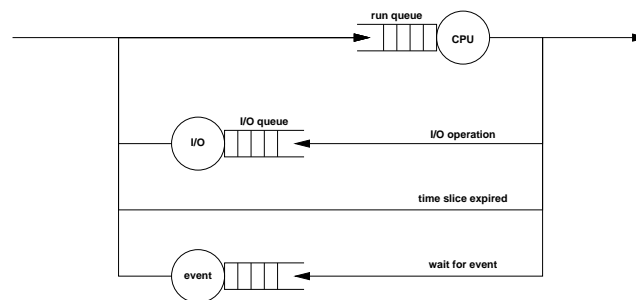 run queue
CPU
I/O queue
I/O
I/O operation
time slice expired
wait for event
event